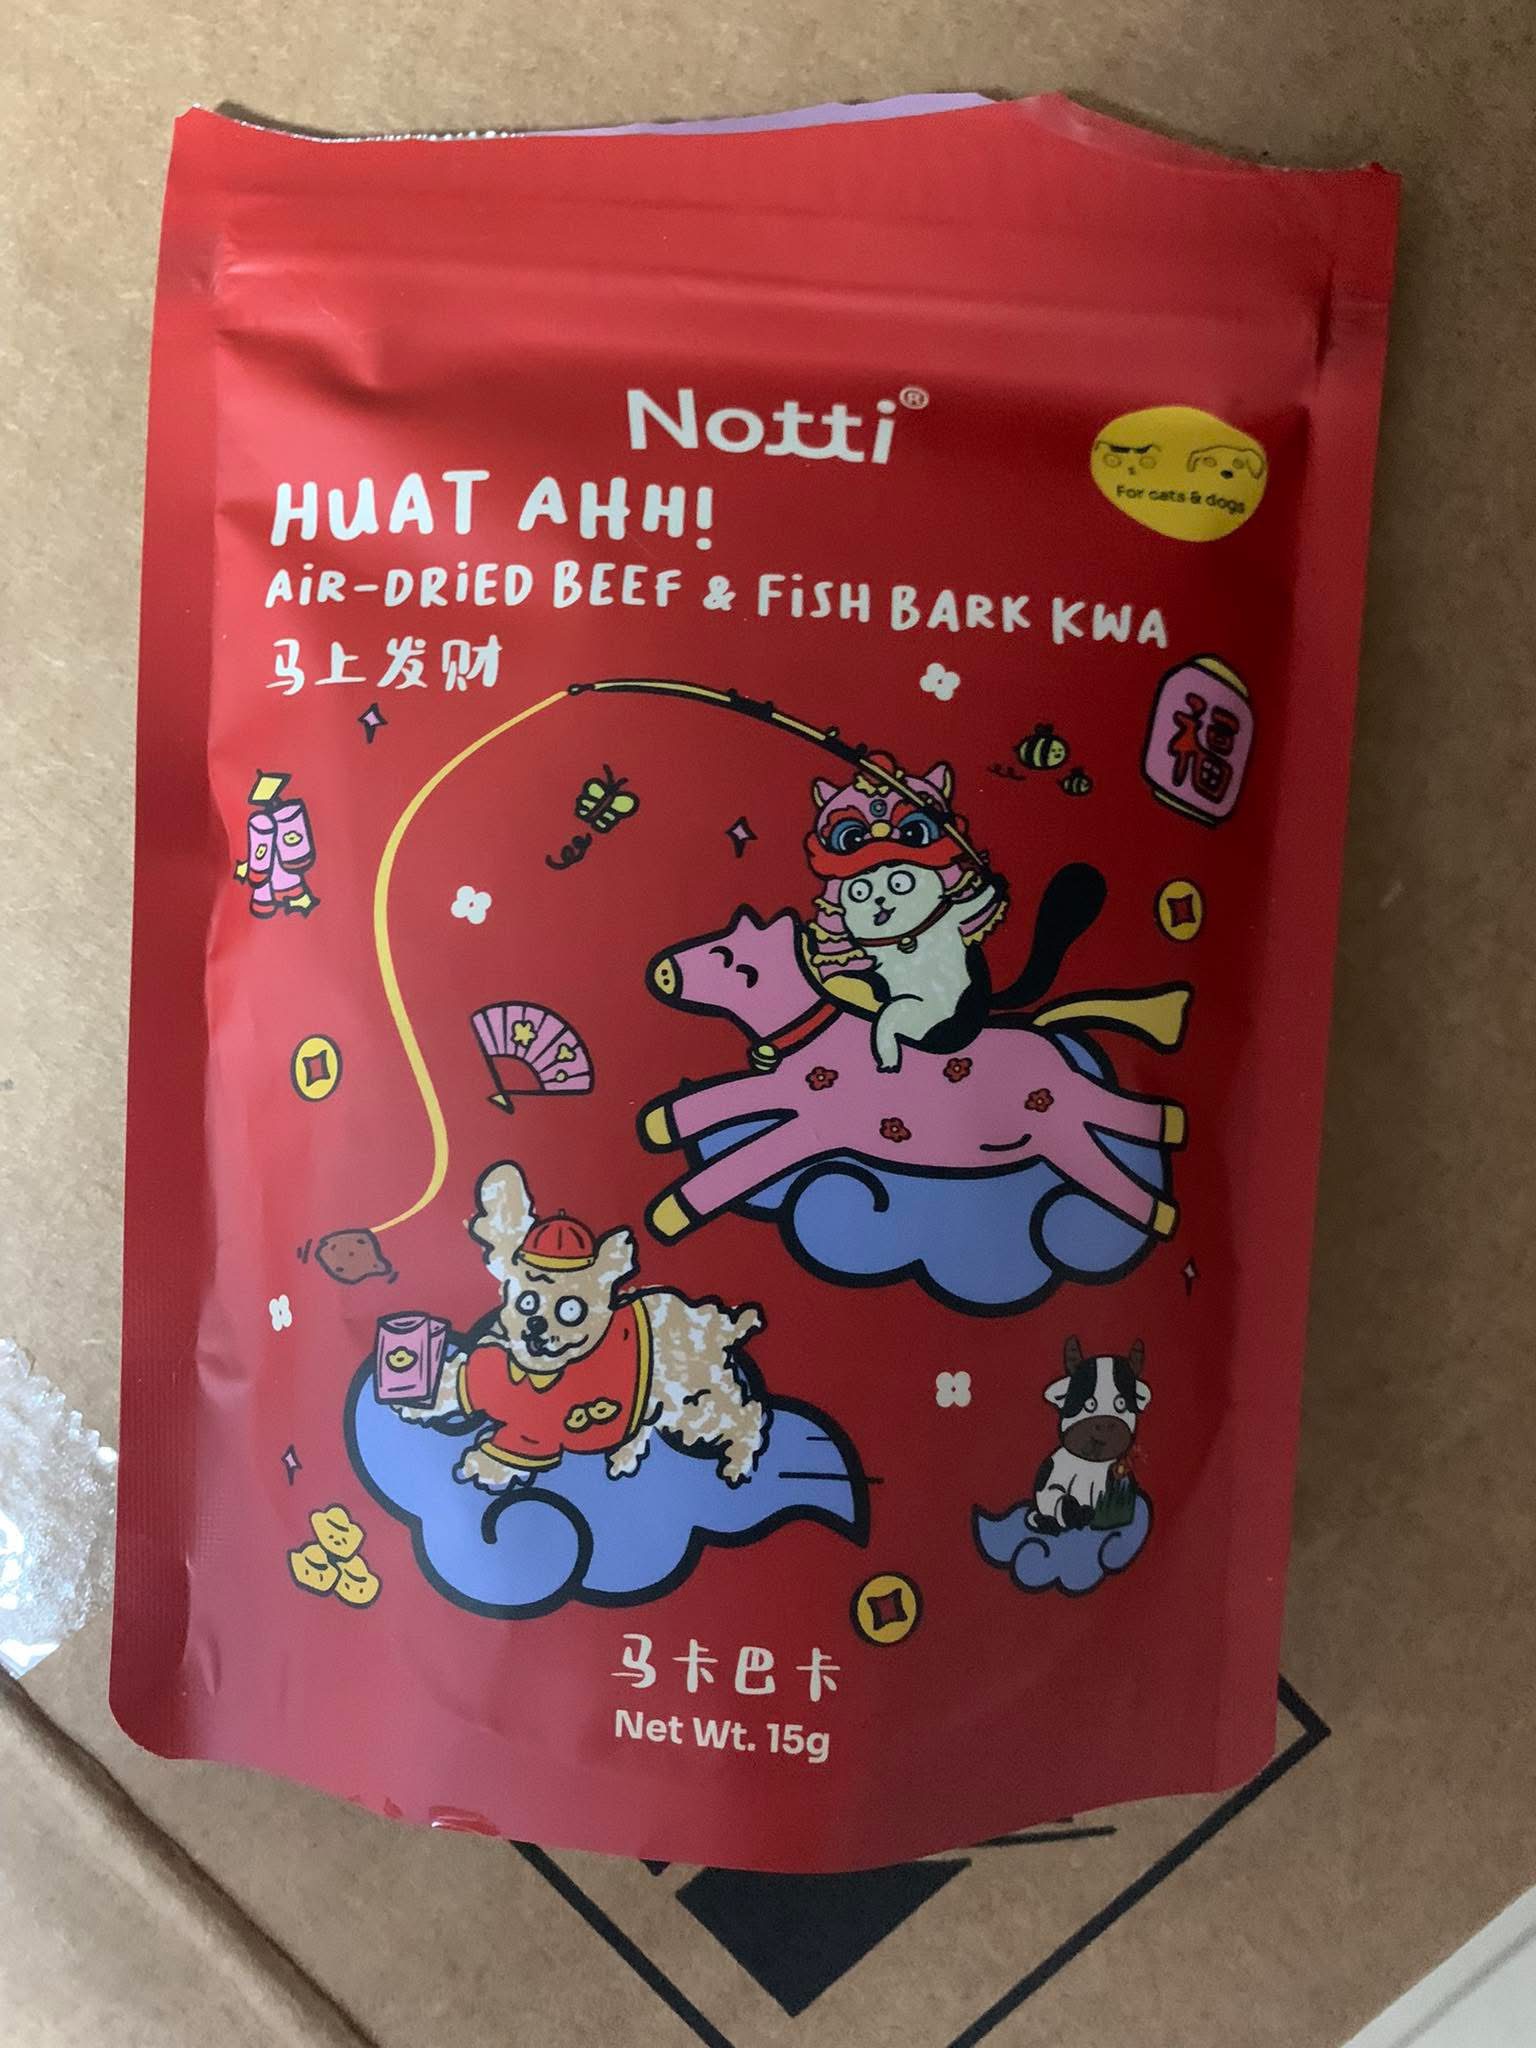 Notti®
HUAT AHH!
For cats & dogs
AiR-DRiED BEEF & FiSH BARK KWA
马上发财
福
马卡巴卡
Net Wt. 15g